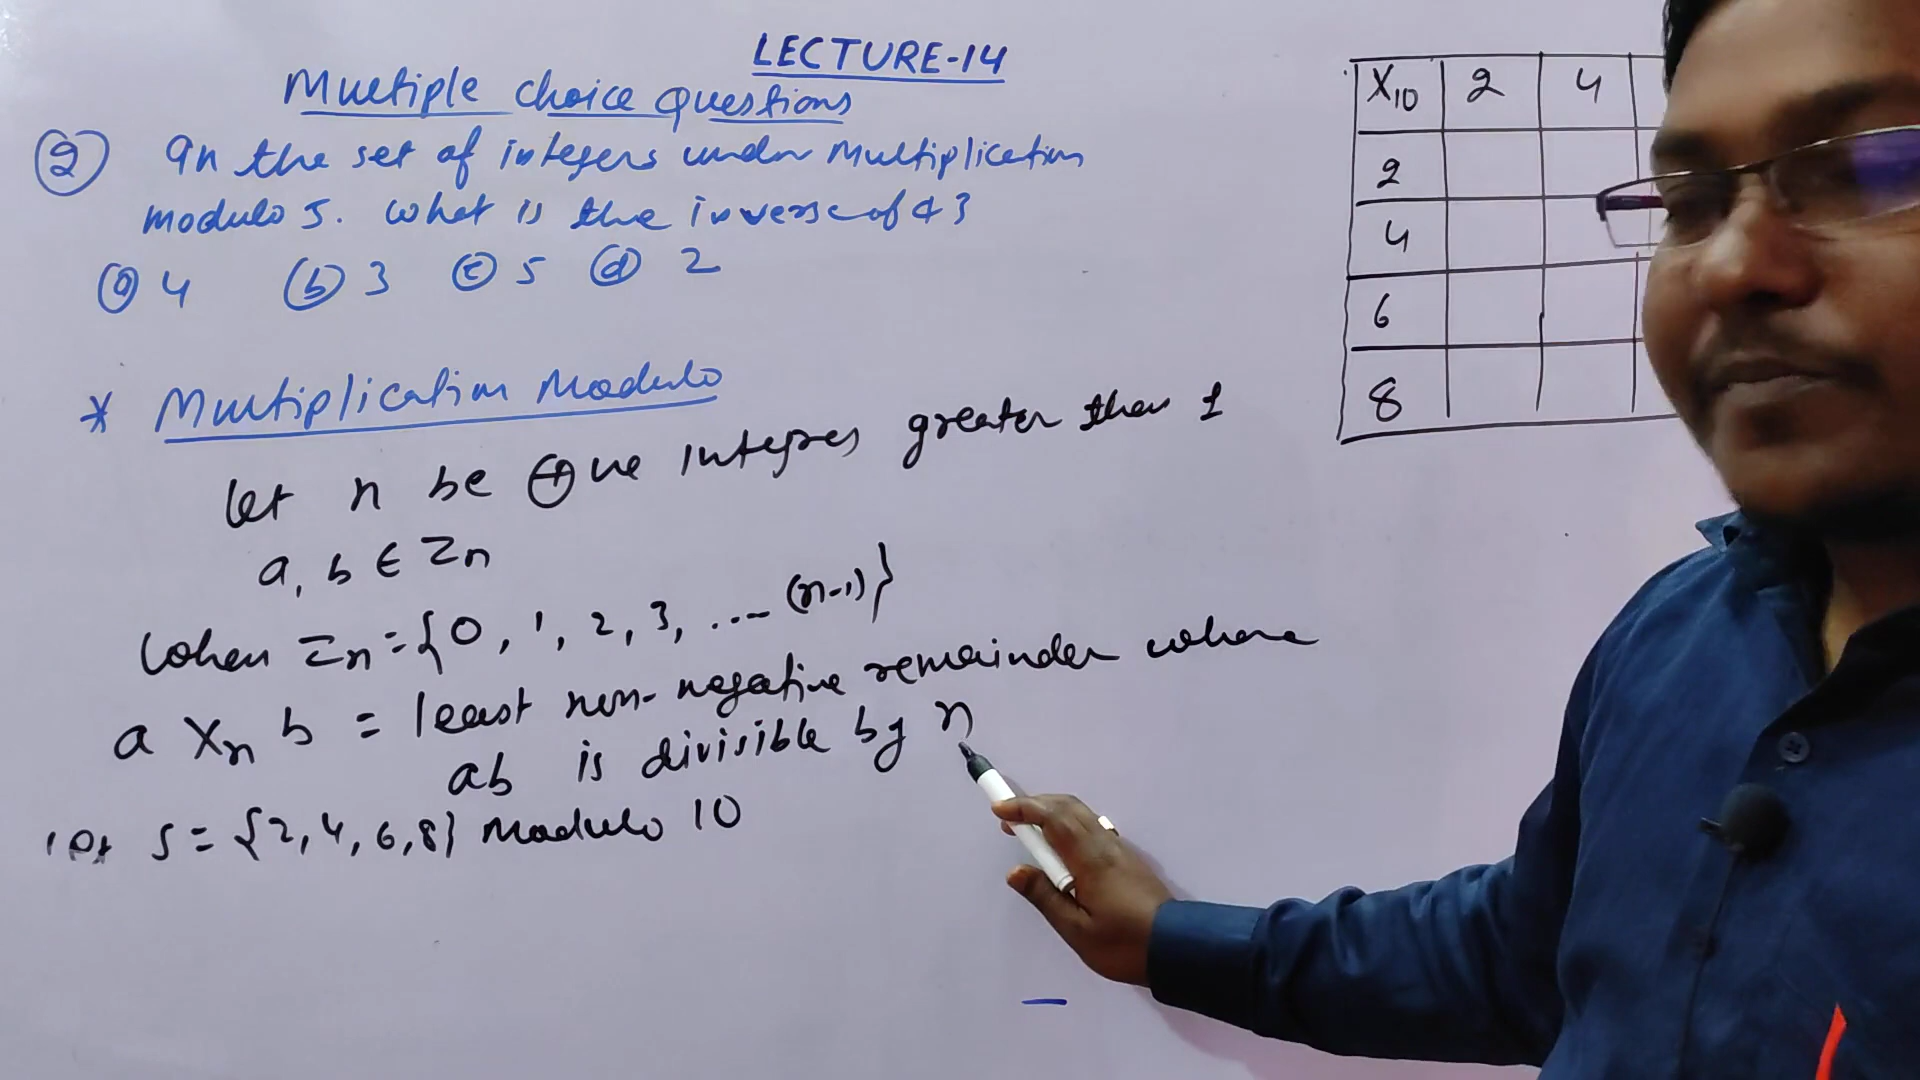 LECTURE-14
Multiple choice questions
② In the set of integers under Multiplication
modulo 5. what is the inverse of 4?
ⓐ 4 ⓑ 3 ⓒ 5 ⓓ 2
* Multiplication Modulo
let n be ⊕ve integers greater than 1
a, b ∈ Zn
when Zn = {0, 1, 2, 3, .... (n-1)}
a Xn b = least non-negative remainder where
ab is divisible by n
let S = {2, 4, 6, 8} Modulo 10
X10 2 4
2
4
6
8